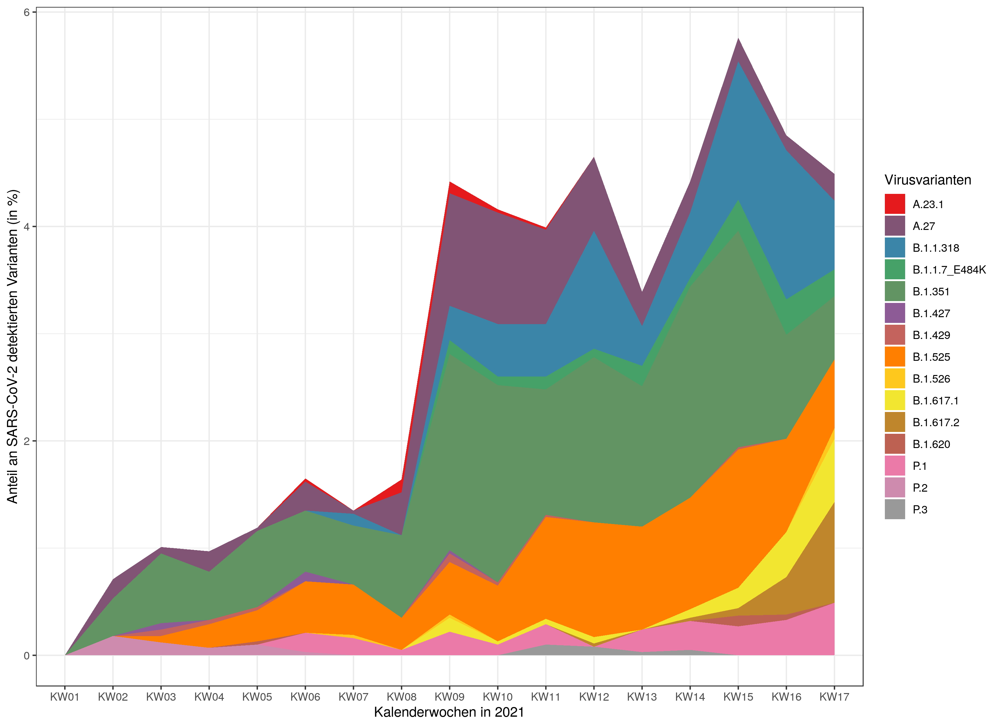 Anteil an SARS-CoV-2 detektierten Varianten (in %)
6
4
2
0
KW01 KW02 KW03 KW04 KW05 KW06 KW07 KW08 KW09 KW10 KW11 KW12 KW13 KW14 KW15 KW16 KW17
Kalenderwochen in 2021
Virusvarianten
A.23.1
A.27
B.1.1.318
B.1.1.7_E484K
B.1.351
B.1.427
B.1.429
B.1.525
B.1.526
B.1.617.1
B.1.617.2
B.1.620
P.1
P.2
P.3